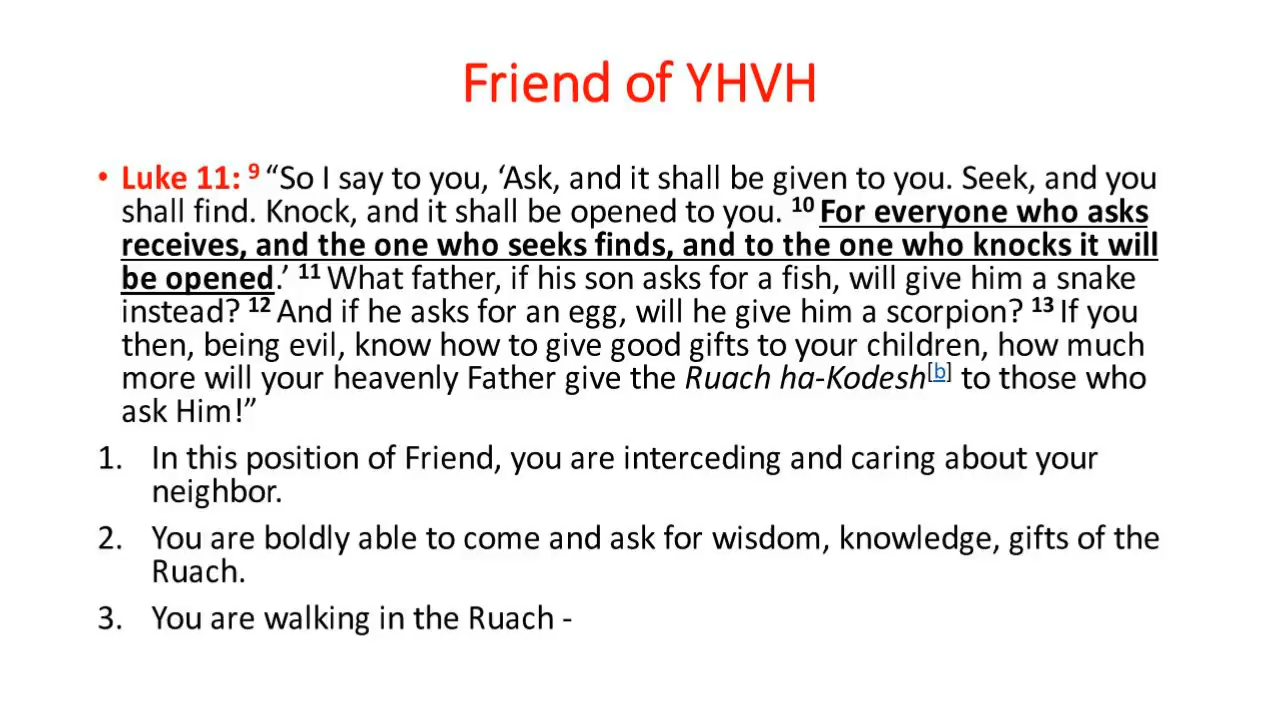 Friend of YHVH
• Luke 11: 9 “So I say to you, ‘Ask, and it shall be given to you. Seek, and you
shall find. Knock, and it shall be opened to you. 10 For everyone who asks
receives, and the one who seeks finds, and to the one who knocks it will
be opened.’ 11 What father, if his son asks for a fish, will give him a snake
instead? 12 And if he asks for an egg, will he give him a scorpion? 13 If you
then, being evil, know how to give good gifts to your children, how much
more will your heavenly Father give the Ruach ha-Kodesh[b] to those who
ask Him!”
1. In this position of Friend, you are interceding and caring about your
neighbor.
2. You are boldly able to come and ask for wisdom, knowledge, gifts of the
Ruach.
3. You are walking in the Ruach -